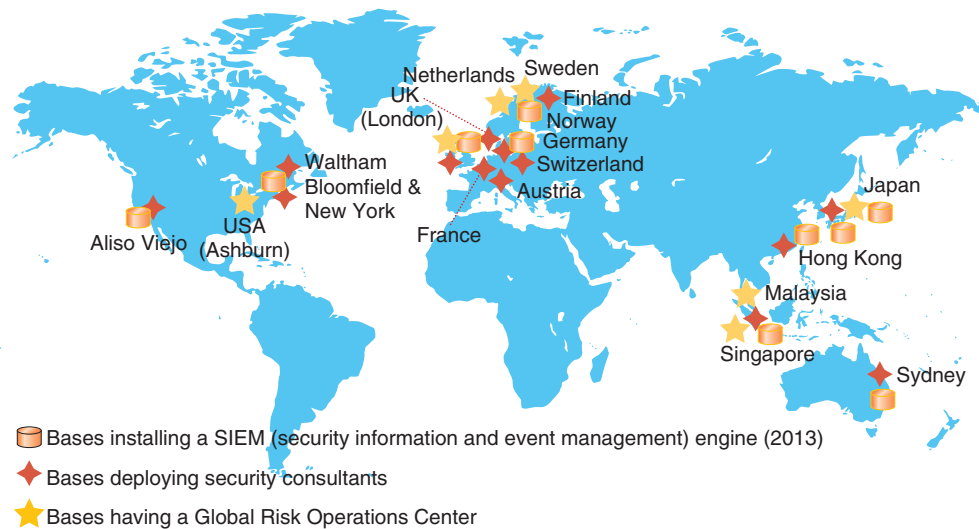 Netherlands
Sweden
UK
(London)
Finland
Norway
Germany
Switzerland
Austria
France
Waltham
Bloomfield &
New York
USA
(Ashburn)
Aliso Viejo
Japan
Hong Kong
Malaysia
Singapore
Sydney
Bases installing a SIEM (security information and event management) engine (2013)
Bases deploying security consultants
Bases having a Global Risk Operations Center